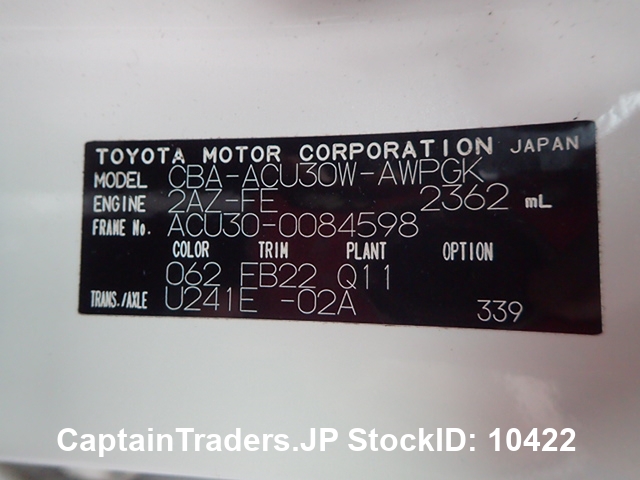 TOYOTA MOTOR CORPORATION JAPAN
MODEL CBA-ACU30W-AWPGK
ENGINE 2AZ-FE 2362 mL
FRAME No. ACU30-0084598
COLOR TRIM PLANT OPTION
062 FB22 Q11
TRANS./AXLE U241E -02A 339
CaptainTraders.JP StockID: 10422